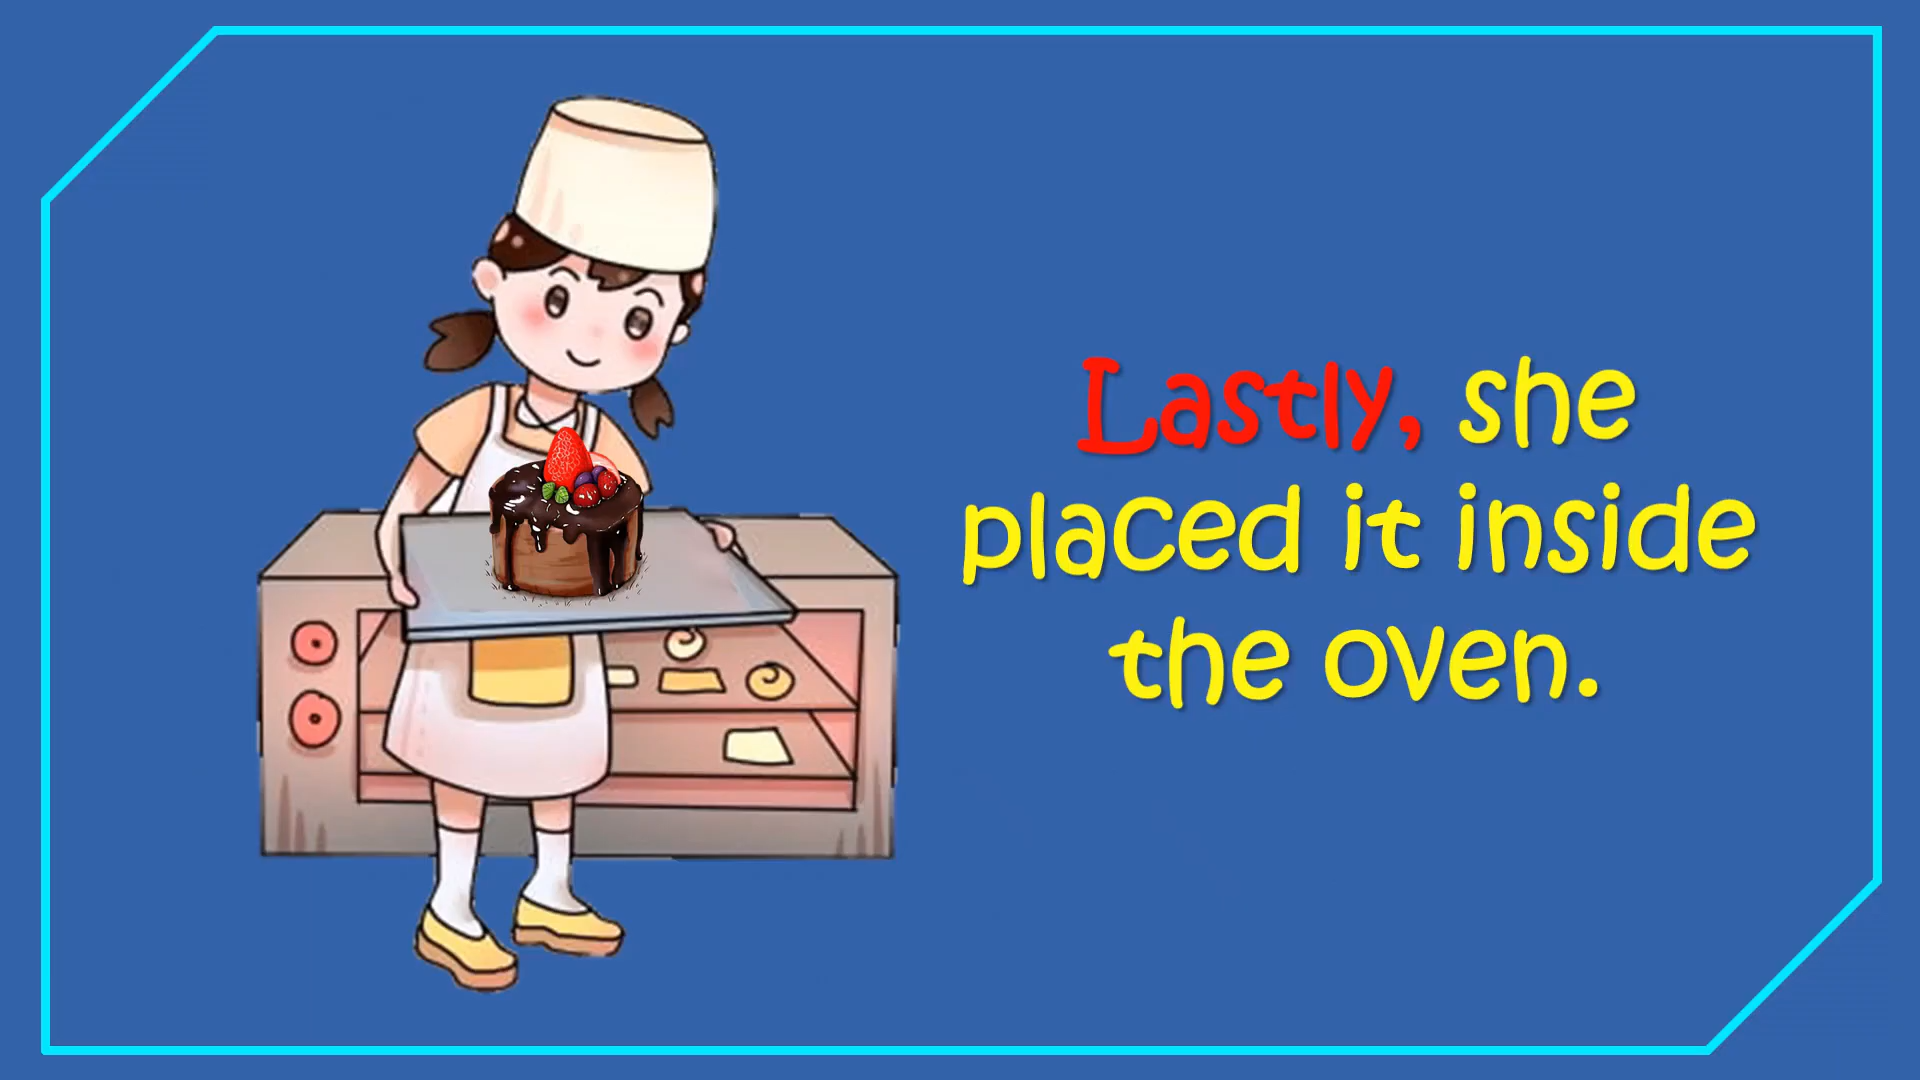 Lastly, she
placed it inside
the oven.